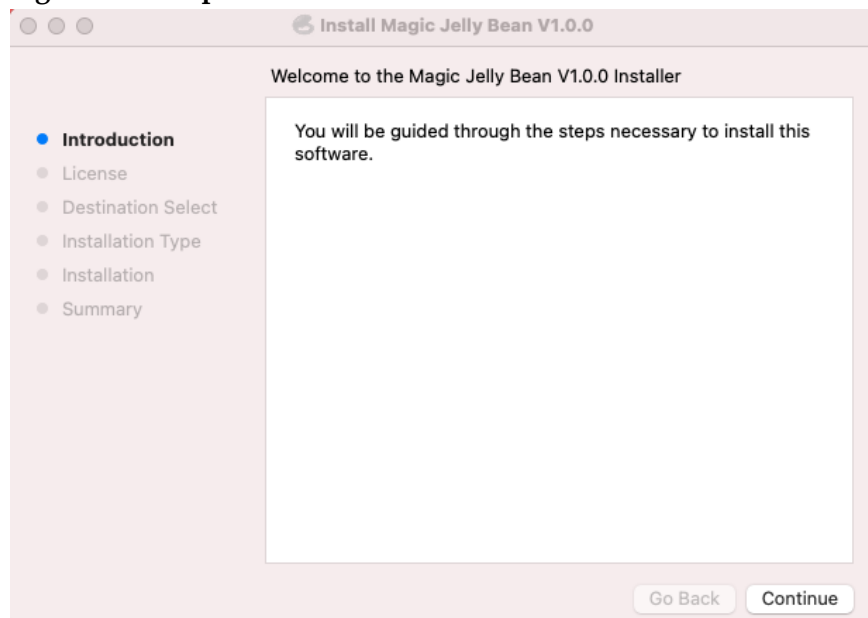 Install Magic Jelly Bean V1.0.0
Welcome to the Magic Jelly Bean V1.0.0 Installer
Introduction
License
Destination Select
Installation Type
Installation
Summary
You will be guided through the steps necessary to install this
software.
Go Back
Continue